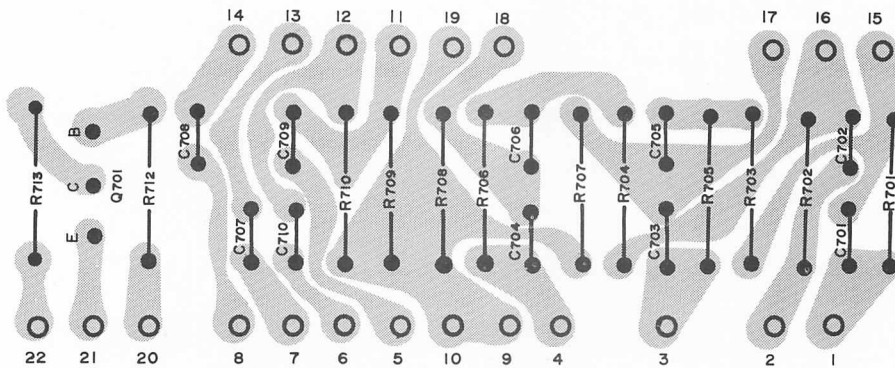 14 13 12 11 19 18 17 16 15
R713
B
C
E
Q701
R712
C708
C707
C709
C710
R710
R709
R708
R706
C706
C704
R707
R704
C705
C703
R705
R703
R702
C702
C701
R701
22 21 20 8 7 6 5 10 9 4 3 2 1